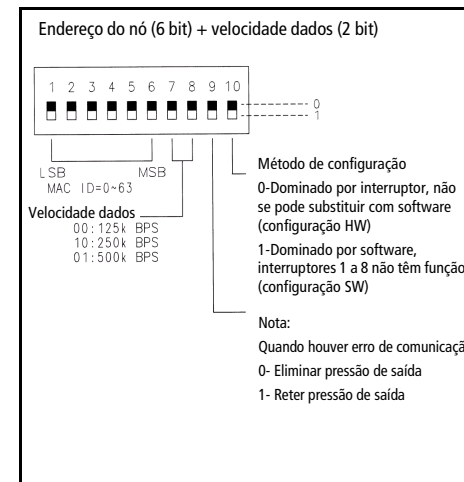 Endereço do nó (6 bit) + velocidade dados (2 bit)
1 2 3 4 5 6 7 8 9 10
0
1
LSB MSB
MAC ID=0~63
Velocidade dados
00:125k BPS
10:250k BPS
01:500k BPS
Método de configuração
0-Dominado por interruptor, não
se pode substituir com software
(configuração HW)
1-Dominado por software,
interruptores 1 a 8 não têm função
(configuração SW)
Nota:
Quando houver erro de comunicaçã
0- Eliminar pressão de saída
1- Reter pressão de saída